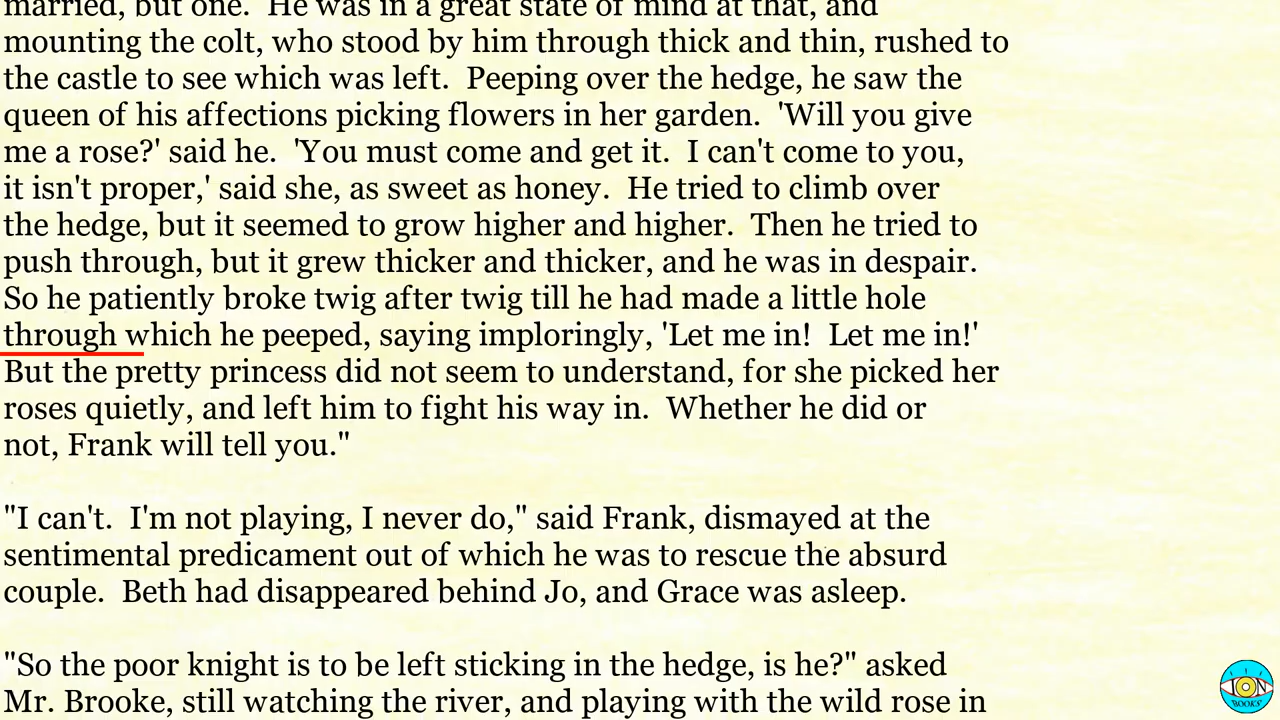 married, but one.  He was in a great state of mind at that, and
mounting the colt, who stood by him through thick and thin, rushed to
the castle to see which was left.  Peeping over the hedge, he saw the
queen of his affections picking flowers in her garden.  'Will you give
me a rose?' said he.  'You must come and get it.  I can't come to you,
it isn't proper,' said she, as sweet as honey.  He tried to climb over
the hedge, but it seemed to grow higher and higher.  Then he tried to
push through, but it grew thicker and thicker, and he was in despair.
So he patiently broke twig after twig till he had made a little hole
through which he peeped, saying imploringly, 'Let me in!  Let me in!'
But the pretty princess did not seem to understand, for she picked her
roses quietly, and left him to fight his way in.  Whether he did or
not, Frank will tell you."
"I can't.  I'm not playing, I never do," said Frank, dismayed at the
sentimental predicament out of which he was to rescue the absurd
couple.  Beth had disappeared behind Jo, and Grace was asleep.
"So the poor knight is to be left sticking in the hedge, is he?" asked
Mr. Brooke, still watching the river, and playing with the wild rose in
ION
BOOKS